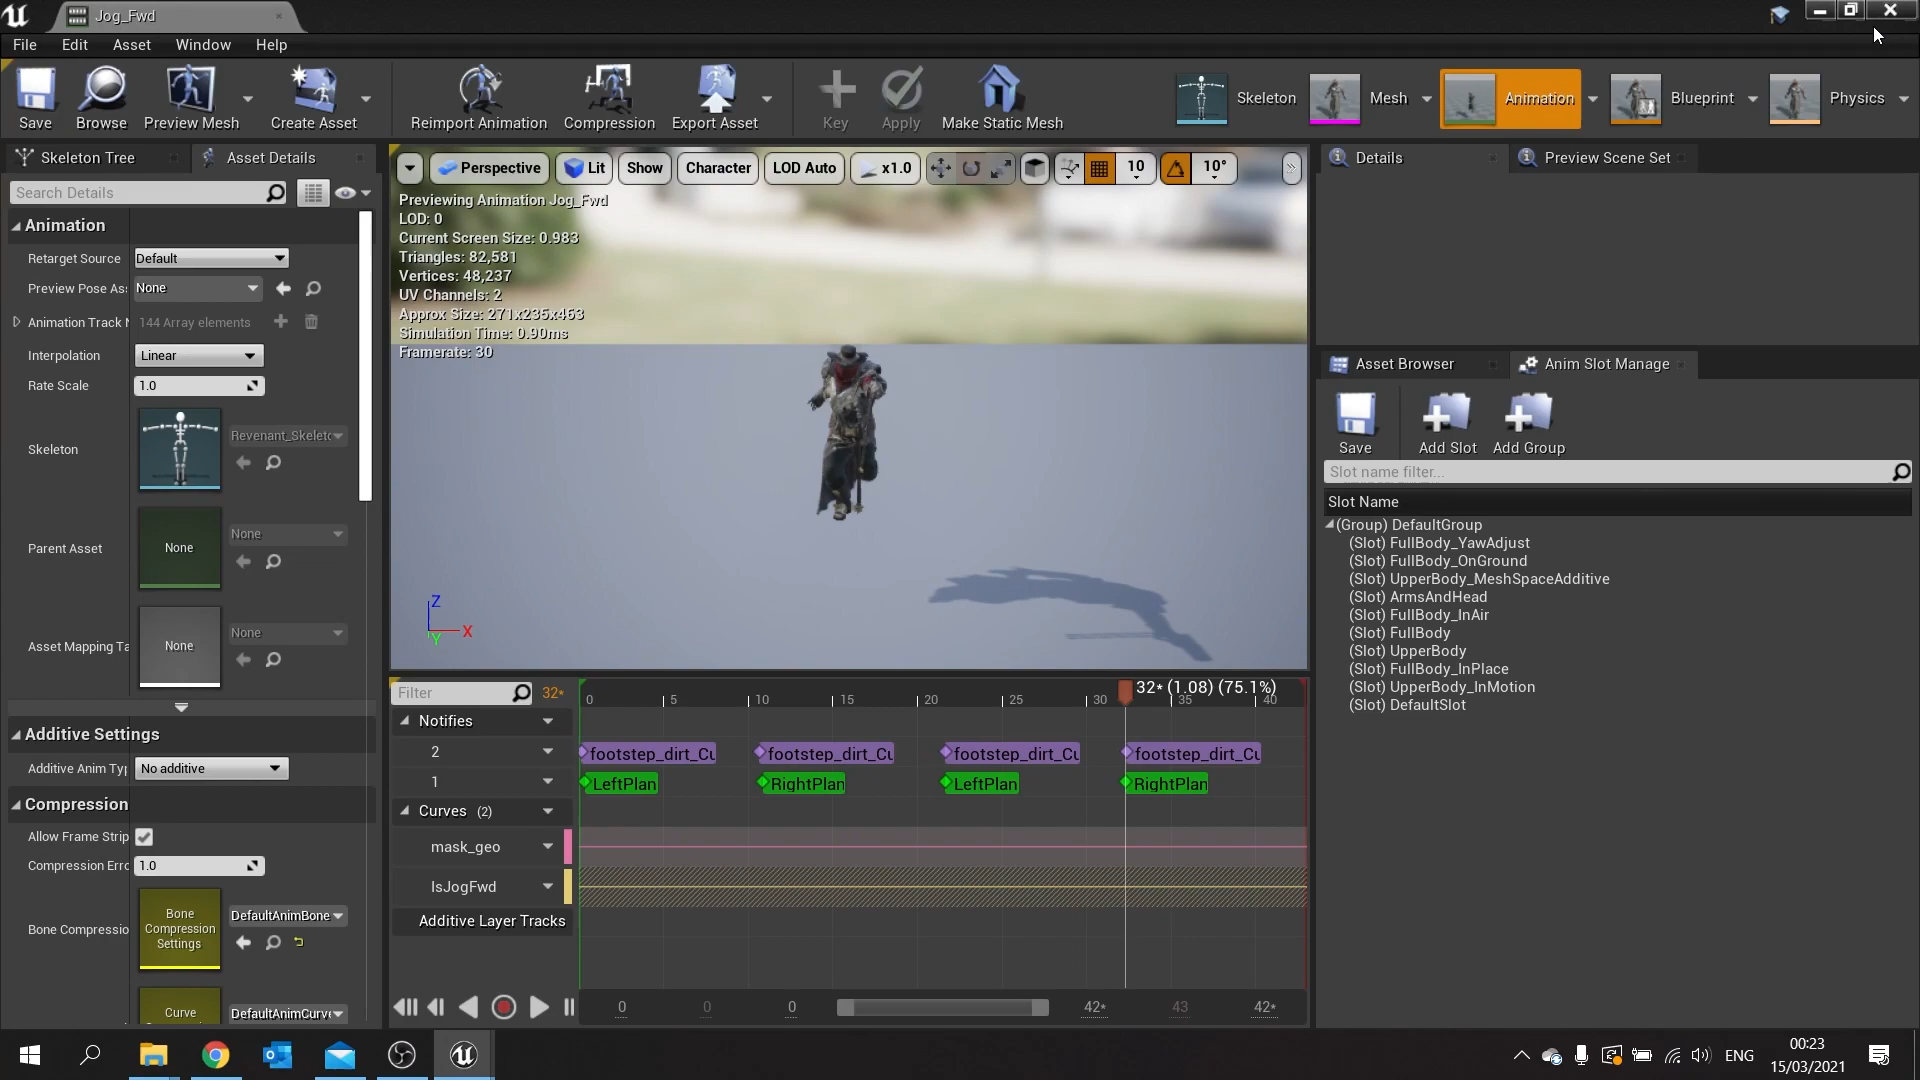 Jog_Fwd
File Edit Asset Window Help
Save Browse Preview Mesh Create Asset Reimport Animation Compression Export Asset Key Apply Make Static Mesh Skeleton Mesh Animation Blueprint Physics
Skeleton Tree Asset Details
Search Details
Animation
Retarget Source Default
Preview Pose As: None
Animation Track N 144 Array elements
Interpolation Linear
Rate Scale 1.0
Skeleton Revenant_Skelet
Parent Asset None None
Asset Mapping Ta None None
Additive Settings
Additive Anim Typ No additive
Compression
Allow Frame Strip
Compression Erro 1.0
Bone Compressio Bone Compression Settings DefaultAnimBone
Curve DefaultAnimCurve
Perspective Lit Show Character LOD Auto x1.0 10 10°
Previewing Animation Jog_Fwd
LOD: 0
Current Screen Size: 0.983
Triangles: 82,581
Vertices: 48,237
UV Channels: 2
Approx Size: 271x235x463
Simulation Time: 0.90ms
Framerate: 30
Z
X
Y
Filter 32* 0 5 10 15 20 25 30 32* (1.08) (75.1%) 35 40
Notifies
2 footstep_dirt_Cu footstep_dirt_Cu footstep_dirt_Cu footstep_dirt_Cu
1 LeftPlan RightPlan LeftPlan RightPlan
Curves (2)
mask_geo
IsJogFwd
Additive Layer Tracks
0 0 0 42* 43 42*
Details Preview Scene Set
Asset Browser Anim Slot Manage
Save Add Slot Add Group
Slot name filter...
Slot Name
(Group) DefaultGroup
(Slot) FullBody_YawAdjust
(Slot) FullBody_OnGround
(Slot) UpperBody_MeshSpaceAdditive
(Slot) ArmsAndHead
(Slot) FullBody_InAir
(Slot) FullBody
(Slot) UpperBody
(Slot) FullBody_InPlace
(Slot) UpperBody_InMotion
(Slot) DefaultSlot
ENG
00:23
15/03/2021